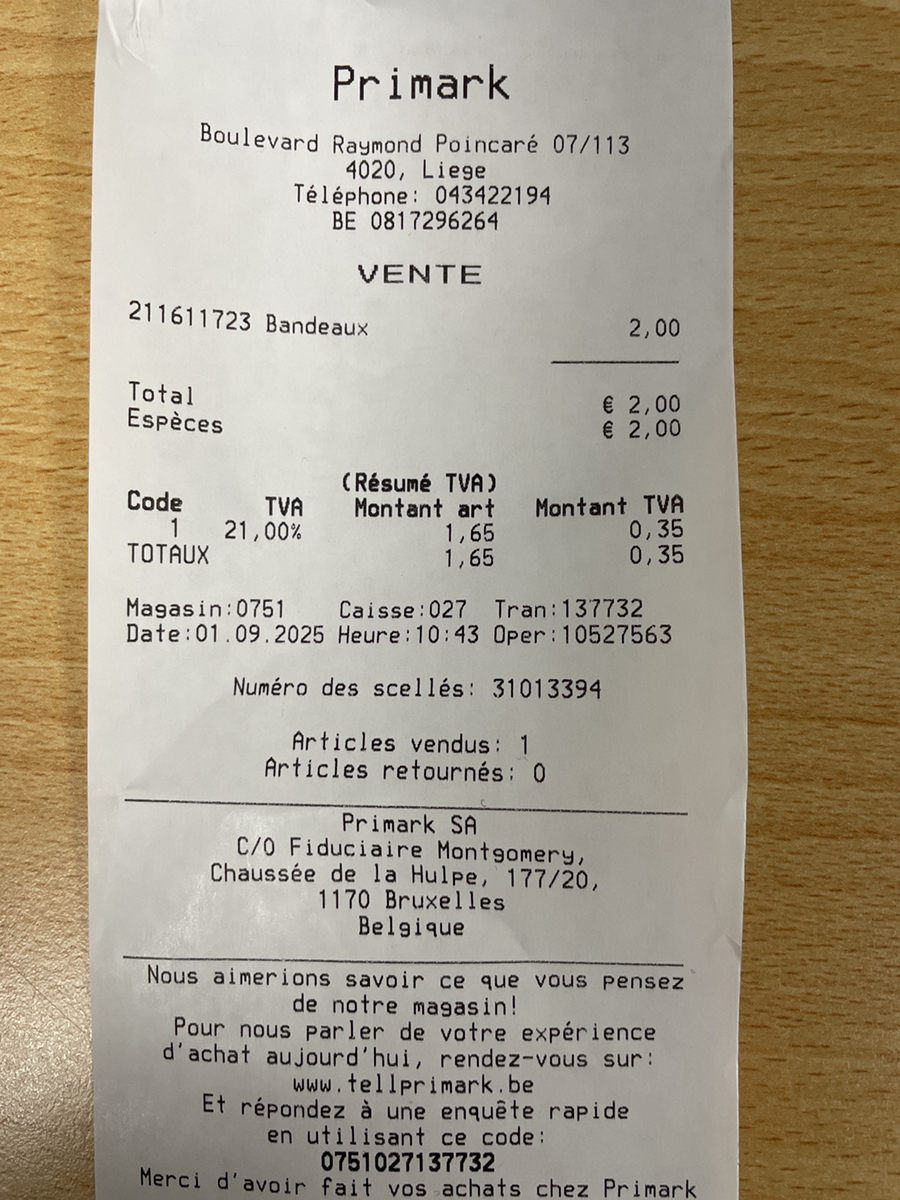 Primark
Boulevard Raymond Poincaré 07/113
4020, Liege
Téléphone: 043422194
BE 0817296264
VENTE
211611723 Bandeaux 2,00
Total € 2,00
Espèces € 2,00
(Résumé TVA)
Code TVA Montant art Montant TVA
1 21,00% 1,65 0,35
TOTAUX 1,65 0,35
Magasin:0751 Caisse:027 Tran:137732
Date:01.09.2025 Heure:10:43 Oper:10527563
Numéro des scellés: 31013394
Articles vendus: 1
Articles retournés: 0
Primark SA
C/O Fiduciaire Montgomery,
Chaussée de la Hulpe, 177/20,
1170 Bruxelles
Belgique
Nous aimerions savoir ce que vous pensez
de notre magasin!
Pour nous parler de votre expérience
d'achat aujourd'hui, rendez-vous sur:
www.tellprimark.be
Et répondez à une enquête rapide
en utilisant ce code:
0751027137732
Merci d'avoir fait vos achats chez Primark